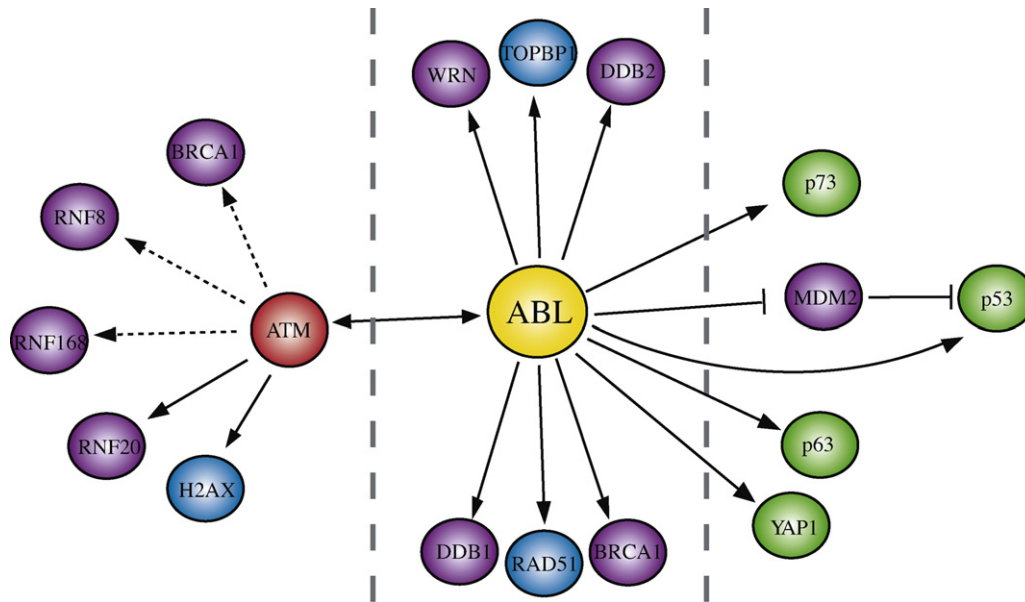 WRN
TOPBP1
DDB2
BRCA1
RNF8
p73
RNF168
ATM
ABL
MDM2
p53
RNF20
H2AX
p63
YAP1
DDB1
RAD51
BRCA1